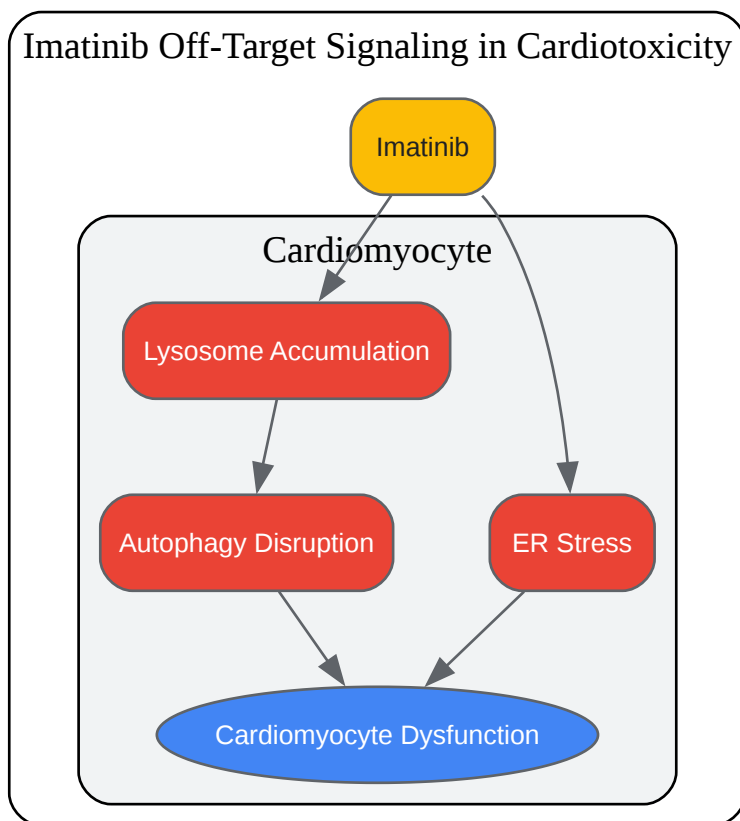 Imatinib Off-Target Signaling in Cardiotoxicity
Imatinib
Cardiomyocyte
Lysosome Accumulation
Autophagy Disruption
ER Stress
Cardiomyocyte Dysfunction